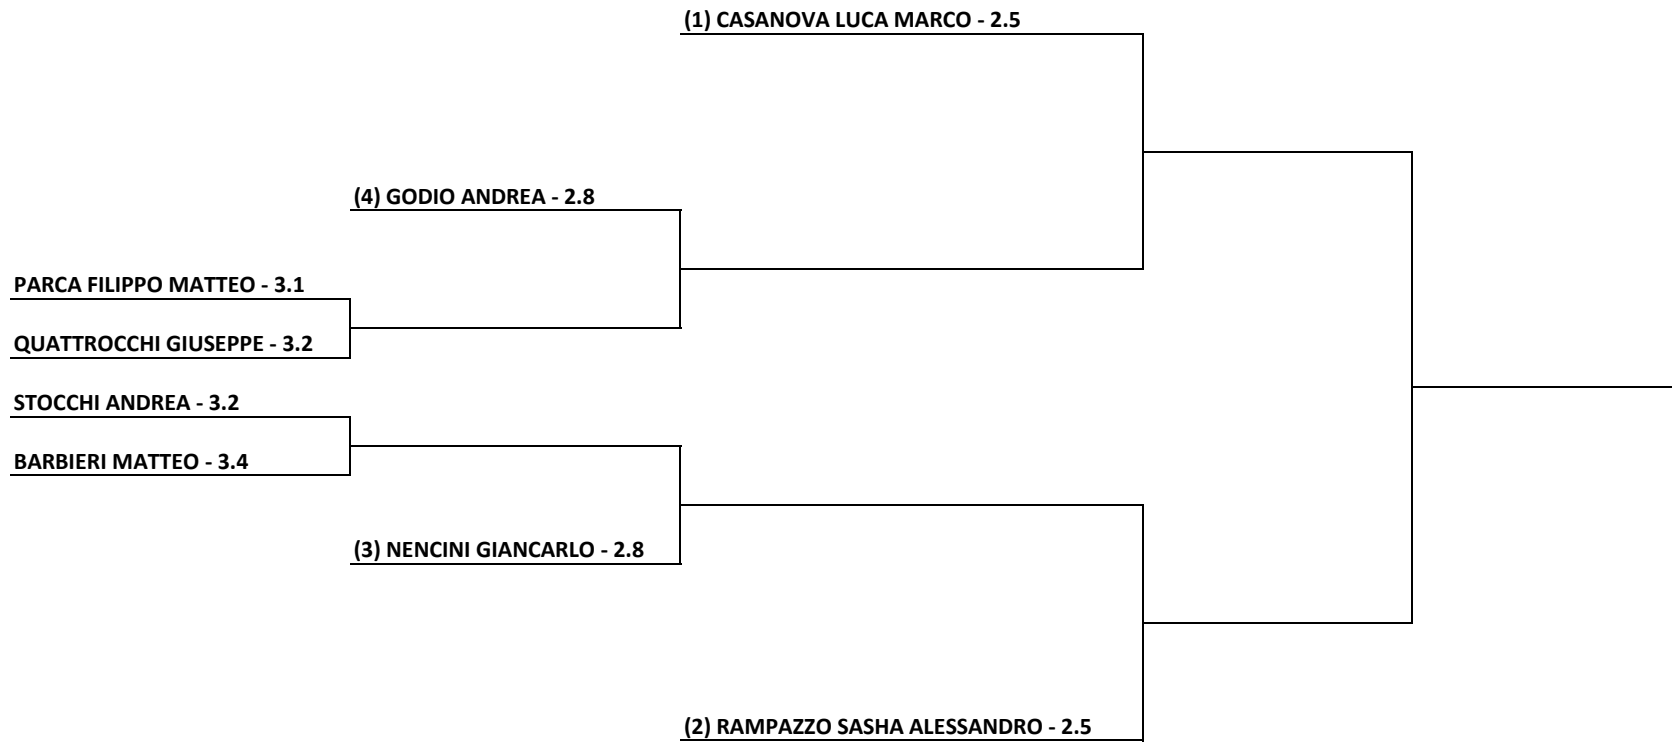 (1) CASANOVA LUCA MARCO - 2.5
(4) GODIO ANDREA - 2.8
PARCA FILIPPO MATTEO - 3.1
QUATTROCCHI GIUSEPPE - 3.2
STOCCHI ANDREA - 3.2
BARBIERI MATTEO - 3.4
(3) NENCINI GIANCARLO - 2.8
(2) RAMPAZZO SASHA ALESSANDRO - 2.5